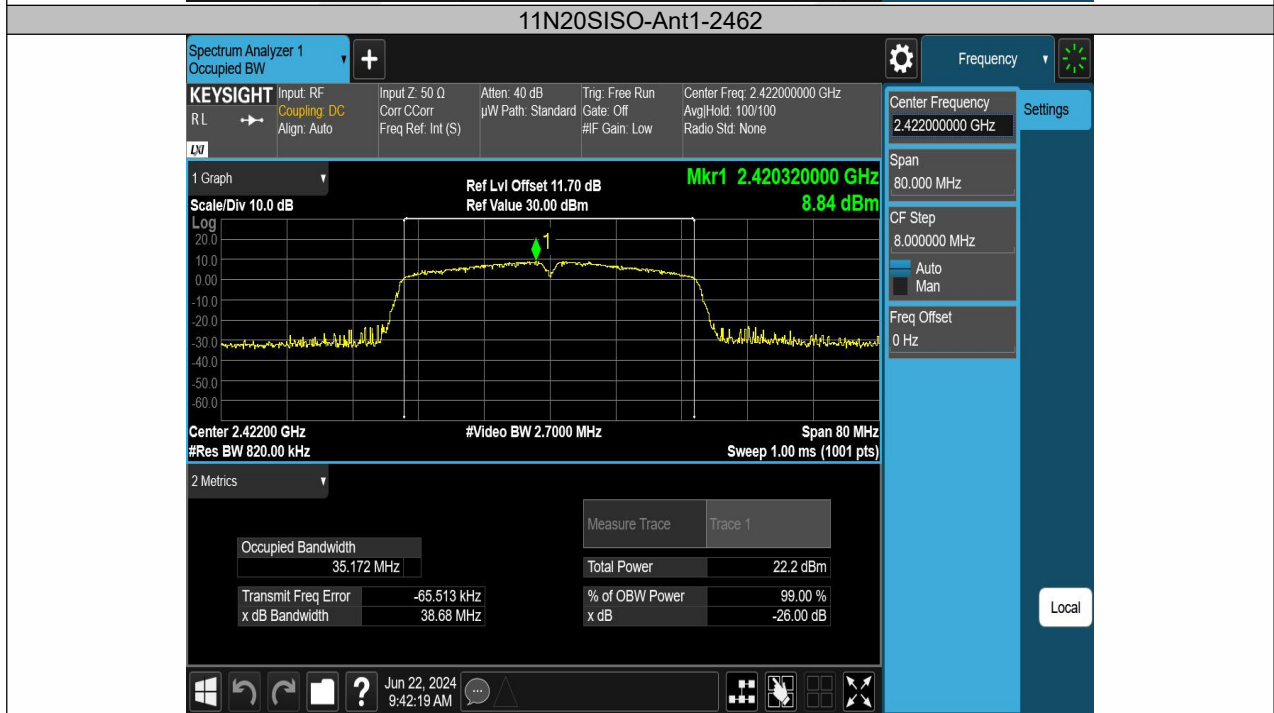 11N20SISO-Ant1-2462
Spectrum Analyzer 1
Occupied BW
+
Frequency
KEYSIGHT
RL
LXI
Input: RF
Coupling: DC
Align: Auto
Input Z: 50 Ω
Corr CCorr
Freq Ref: Int (S)
Atten: 40 dB
µW Path: Standard
Trig: Free Run
Gate: Off
#IF Gain: Low
Center Freq: 2.422000000 GHz
Avg|Hold: 100/100
Radio Std: None
Center Frequency
2.422000000 GHz
Settings
Span
80.000 MHz
CF Step
8.000000 MHz
Auto
Man
Freq Offset
0 Hz
Local
1 Graph
Scale/Div 10.0 dB
Ref Lvl Offset 11.70 dB
Ref Value 30.00 dBm
Mkr1 2.420320000 GHz
8.84 dBm
Log
20.0
10.0
0.00
-10.0
-20.0
-30.0
-40.0
-50.0
-60.0
1
Center 2.42200 GHz
#Video BW 2.7000 MHz
Span 80 MHz
#Res BW 820.00 kHz
Sweep 1.00 ms (1001 pts)
2 Metrics
Measure Trace Trace 1
Occupied Bandwidth
35.172 MHz
Total Power 22.2 dBm
Transmit Freq Error -65.513 kHz
% of OBW Power 99.00 %
x dB Bandwidth 38.68 MHz
x dB -26.00 dB
?
Jun 22, 2024
9:42:19 AM